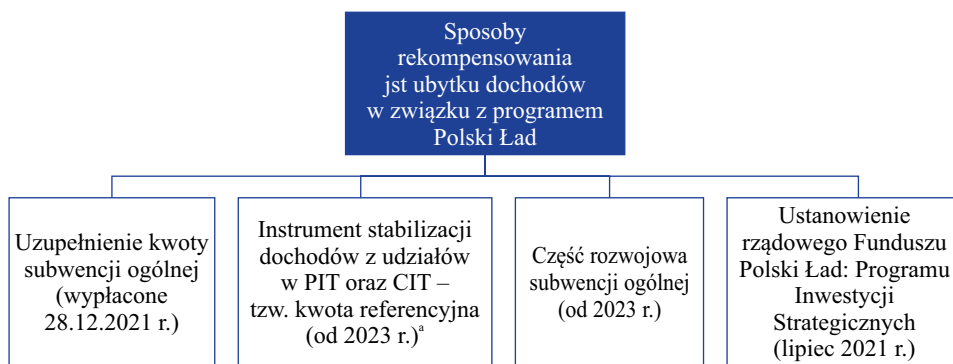 Sposoby
rekompensowania
jst ubytku dochodów
w związku z programem
Polski Ład
Uzupełnienie kwoty
subwencji ogólnej
(wypłacone
28.12.2021 r.)
Instrument stabilizacji
dochodów z udziałów
w PIT oraz CIT –
tzw. kwota referencyjna
(od 2023 r.)ª
Część rozwojowa
subwencji ogólnej
(od 2023 r.)
Ustanowienie
rządowego Funduszu
Polski Ład: Programu
Inwestycji
Strategicznych
(lipiec 2021 r.)